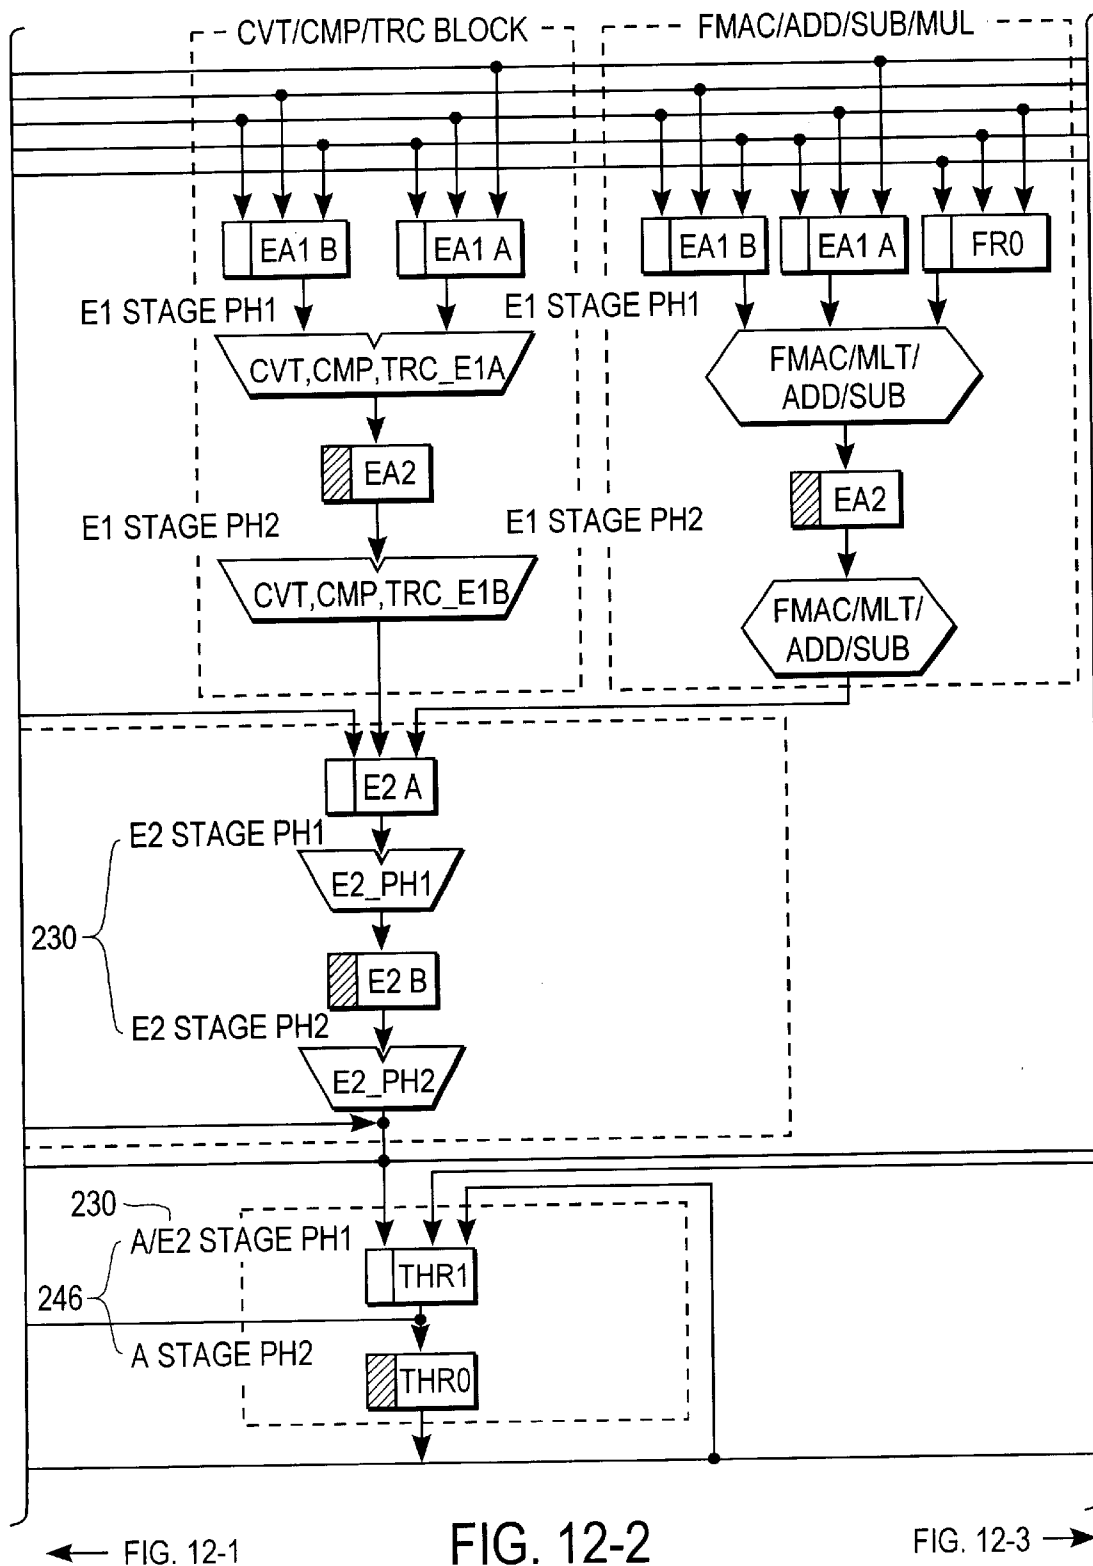 CVT/CMP/TRC BLOCK
FMAC/ADD/SUB/MUL
EA1 B
EA1 A
EA1 B
EA1 A
FR0
E1 STAGE PH1
E1 STAGE PH1
CVT,CMP,TRC_E1A
FMAC/MLT/
ADD/SUB
EA2
EA2
E1 STAGE PH2
E1 STAGE PH2
CVT,CMP,TRC_E1B
FMAC/MLT/
ADD/SUB
E2 A
E2 STAGE PH1
E2_PH1
230
E2 B
E2 STAGE PH2
E2_PH2
230
A/E2 STAGE PH1
THR1
246
A STAGE PH2
THR0
FIG. 12-1
FIG. 12-2
FIG. 12-3